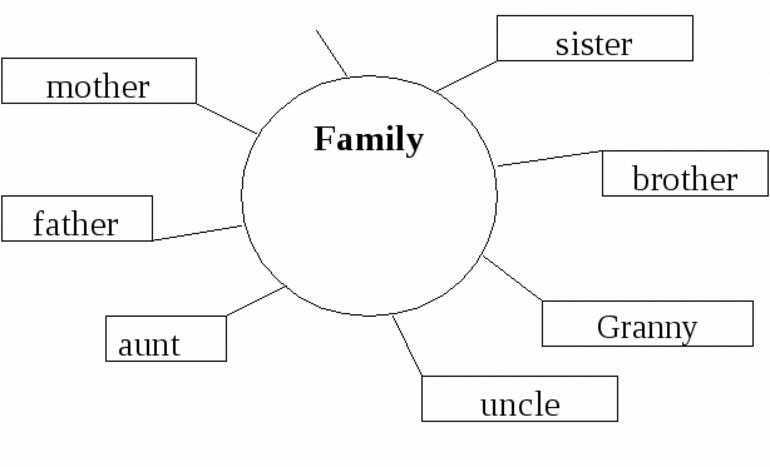 sister
mother
Family
brother
father
Granny
aunt
uncle